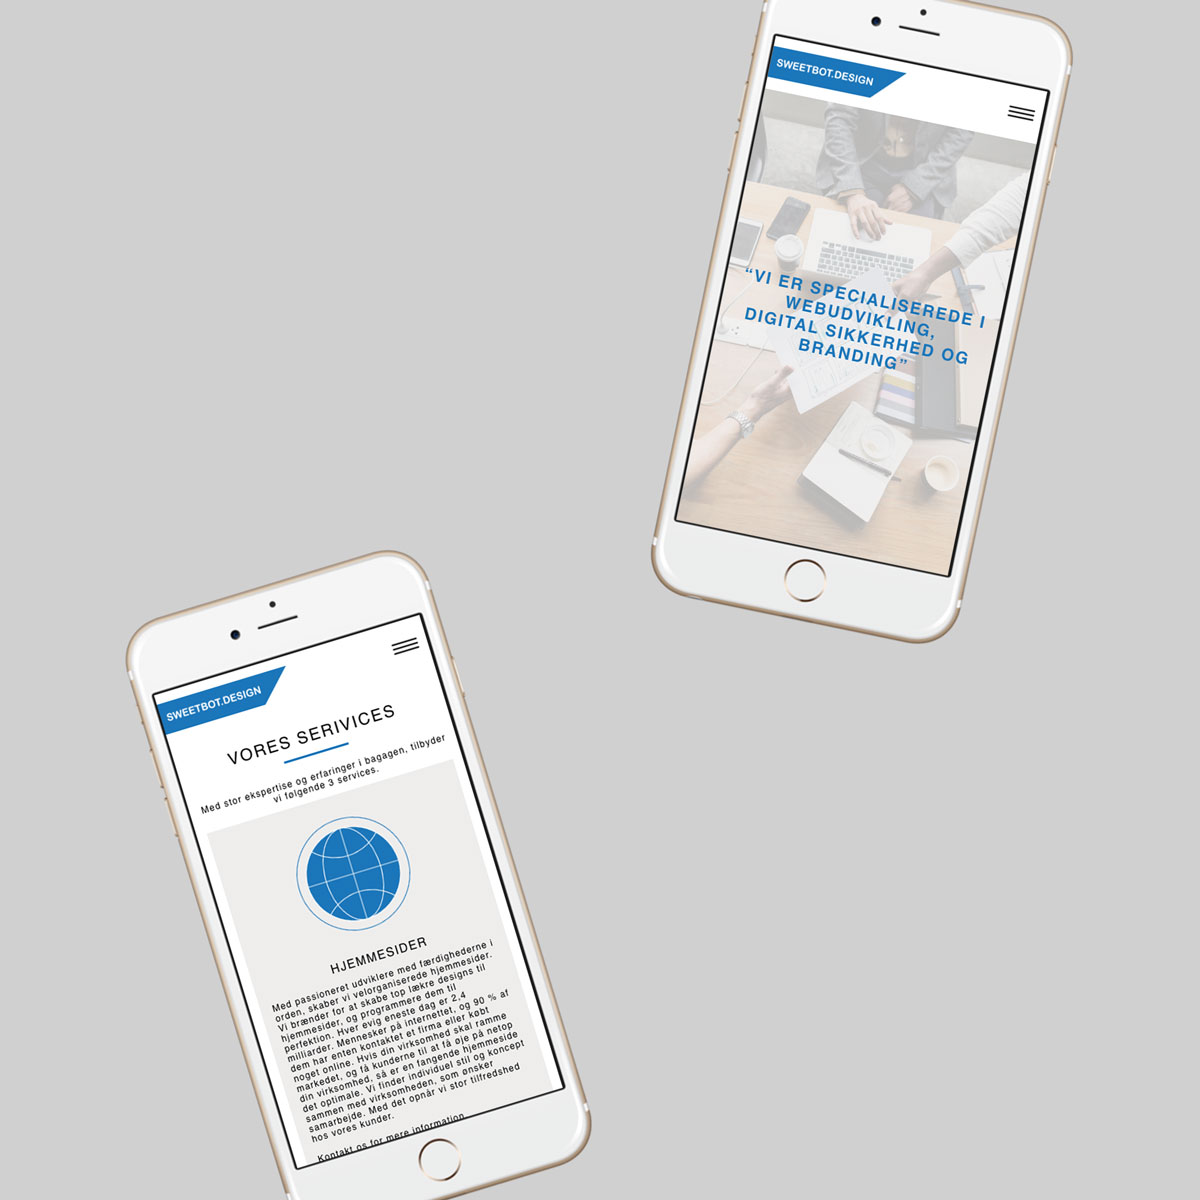 SWEETBOT.DESIGN
“VI ER SPECIALISEREDE I
WEBUDVIKLING,
DIGITAL SIKKERHED OG
BRANDING”
SWEETBOT.DESIGN
VORES SERIVICES
Med stor ekspertise og erfaringer i bagagen, tilbyder
vi følgende 3 services.
HJEMMESIDER
Med passioneret udviklere med færdighederne i
orden, skaber vi velorganiserede hjemmesider.
Vi brænder for at skabe top lækre designs til
hjemmesider, og programmere dem til
perfektion. Hver evig eneste dag er 2,4
milliarder. Mennesker på internettet, og 90 % af
dem har enten kontaktet et firma eller købt
noget online. Hvis din virksomhed skal ramme
markedet, og få kunderne til at få øje på netop
din virksomhed, så er en fangende hjemmeside
det optimale. Vi finder individuel stil og koncept
sammen med virksomheden, som ønsker
samarbejde. Med det opnår vi stor tilfredshed
hos vores kunder.
Kontakt os for mere information